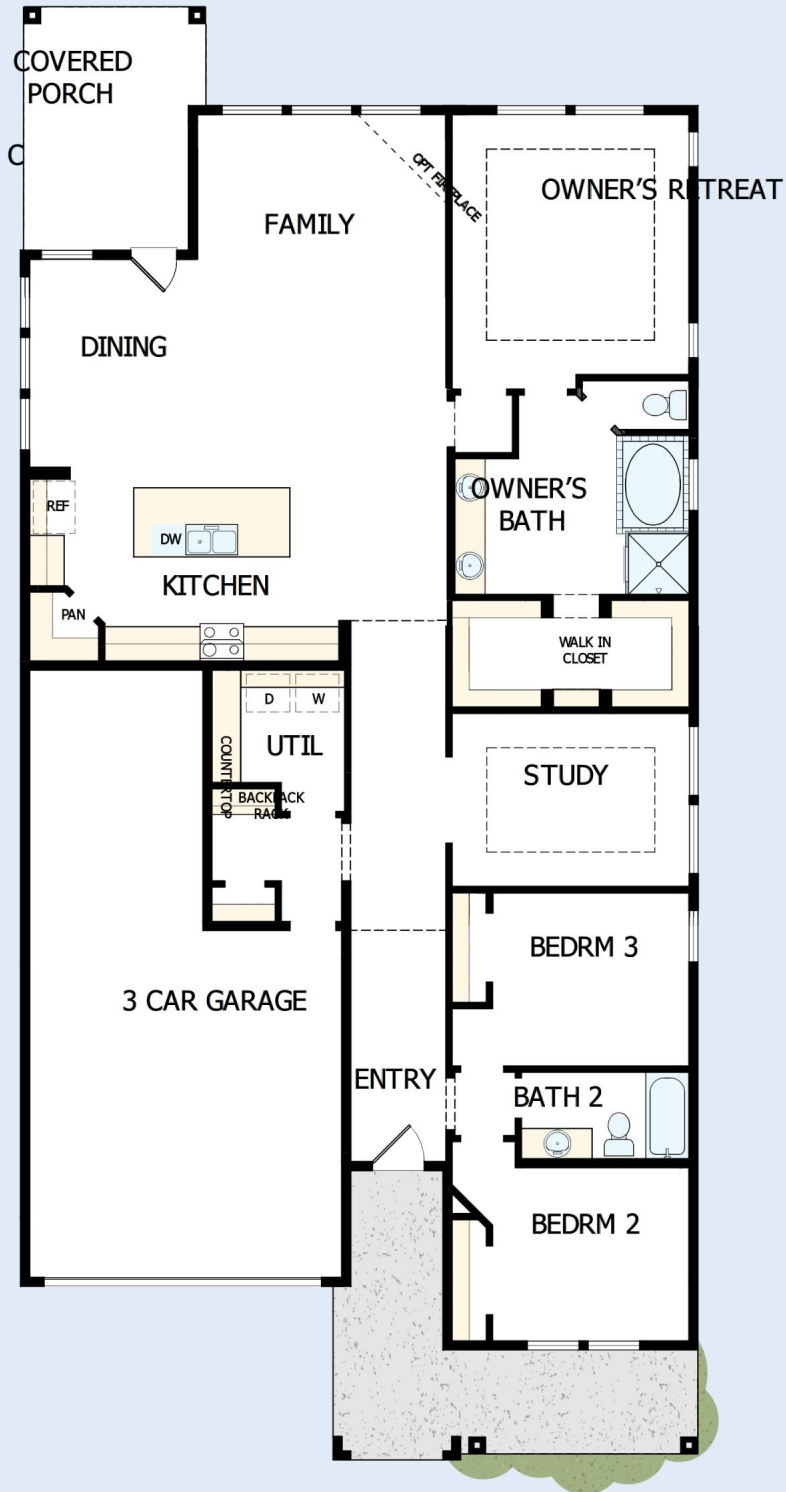 COVERED
PORCH
C
FAMILY
OPT FIREPLACE
OWNER'S RETREAT
DINING
REF
DW
KITCHEN
PAN
OWNER'S
BATH
WALK IN
CLOSET
D
W
UTIL
COUNTERTOP
BACKPACK
RACK
STUDY
BEDRM 3
3 CAR GARAGE
ENTRY
BATH 2
BEDRM 2